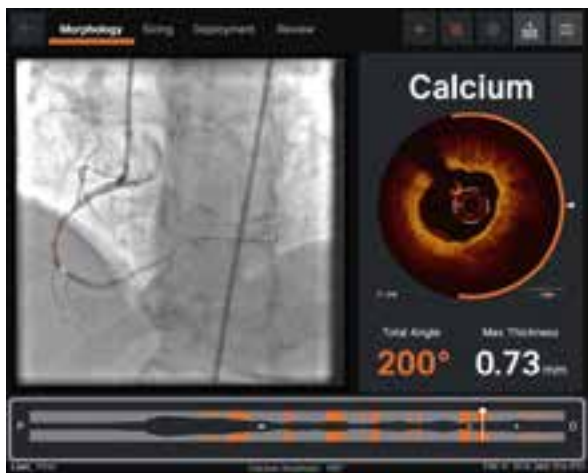 Morphology Sizing Deployment Review
Calcium
Total Angle Max Thickness
200° 0.73 mm
P
D